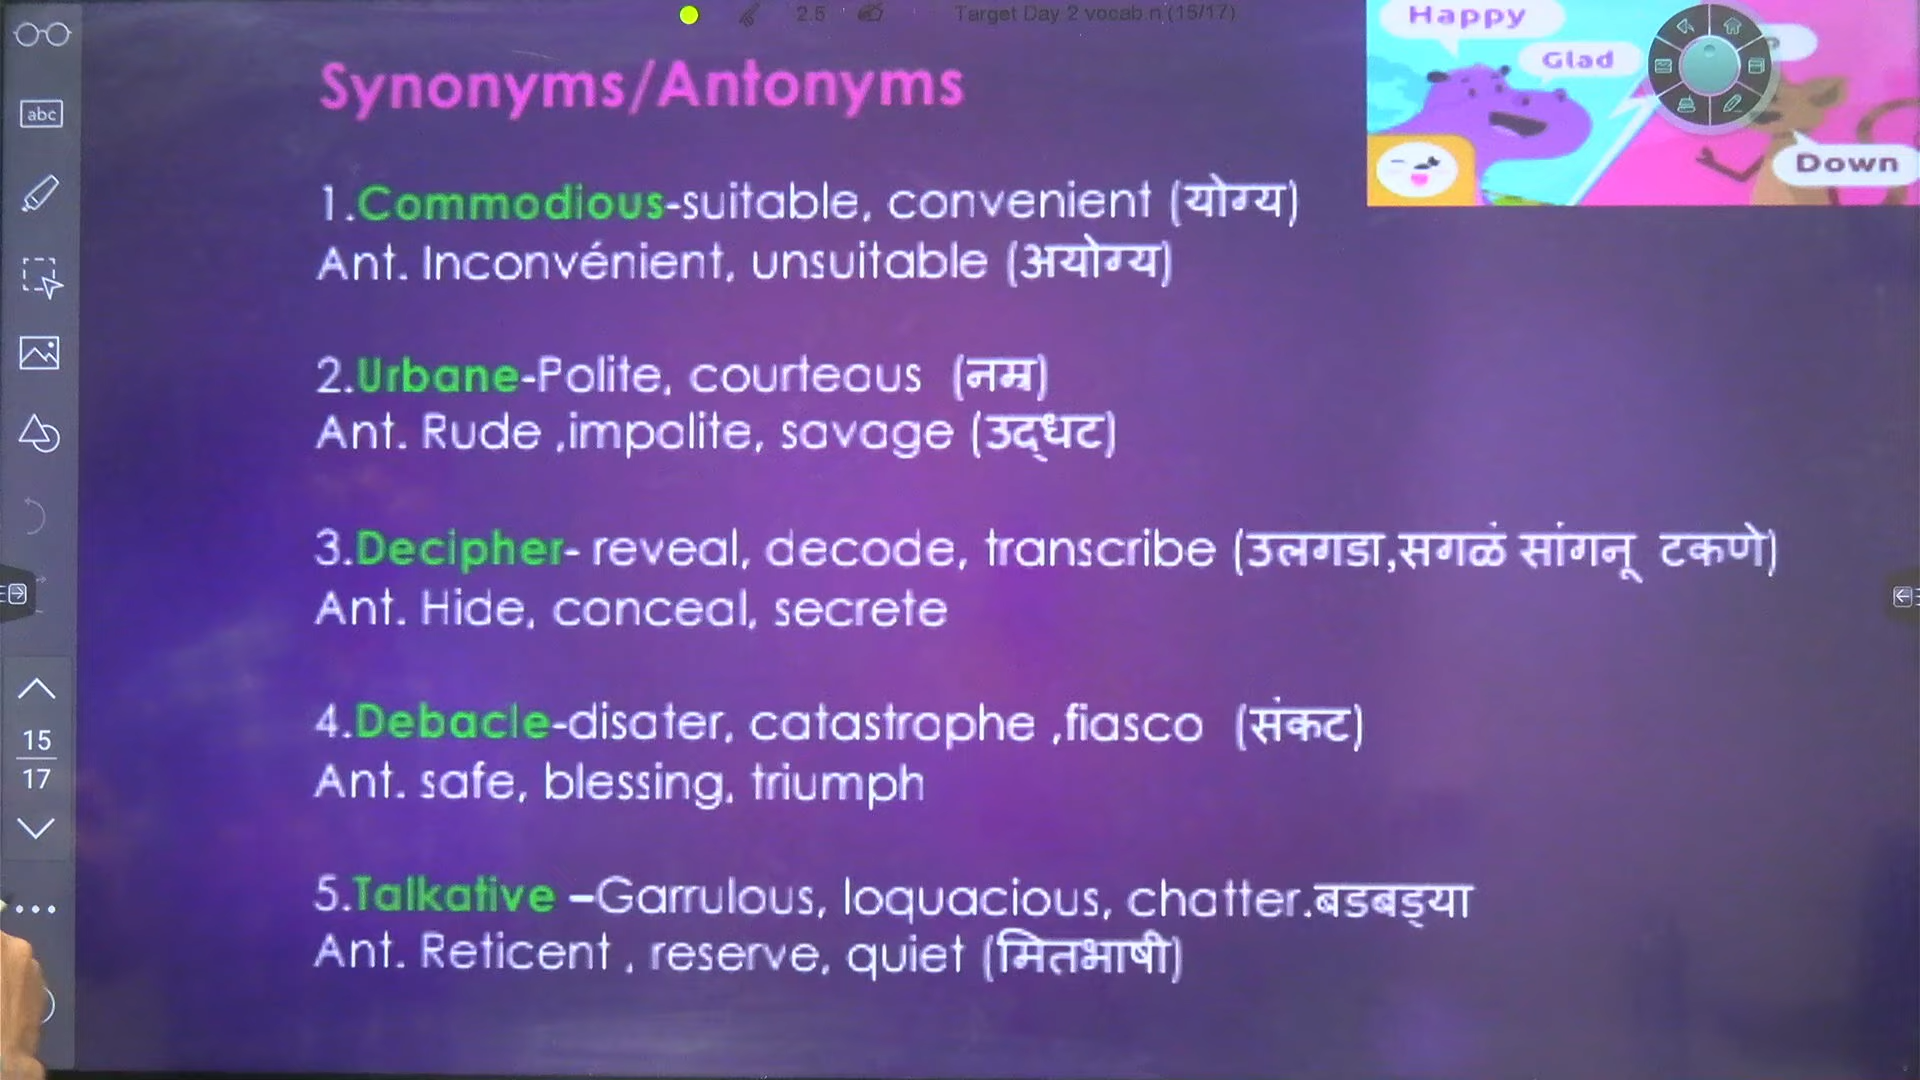 2.5 Target Day 2 vocab.n (15/17)
Happy
Glad
Down
abc
Synonyms/Antonyms
1.Commodious-suitable, convenient (योग्य)
Ant. Inconvénient, unsuitable (अयोग्य)
2.Urbane-Polite, courteous (नम्र)
Ant. Rude ,impolite, savage (उद्धट)
3.Decipher- reveal, decode, transcribe (उलगडा,सगळं सांगनू टकणे)
Ant. Hide, conceal, secrete
4.Debacle-disater, catastrophe ,fiasco (संकट)
Ant. safe, blessing, triumph
5.Talkative –Garrulous, loquacious, chatter.बडबड्या
Ant. Reticent , reserve, quiet (मितभाषी)
15
17